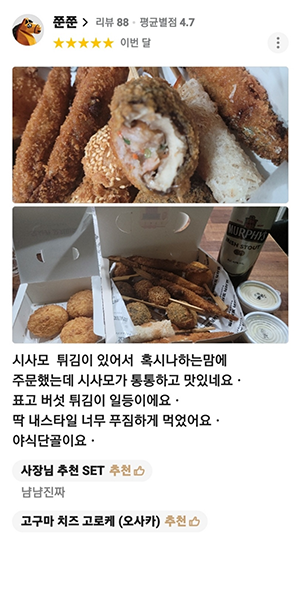 쭌쭌 >
리뷰 88 · 평균별점 4.7
★★★★★ 이번 달
MURPHY'S
IRISH STOUT
시사모 튀김이 있어서 혹시나하는맘에
주문했는데 시사모가 통통하고 맛있네요 ·
표고 버섯 튀김이 일등이에요 ·
딱 내스타일 너무 푸짐하게 먹었어요 ·
야식단골이요 ·
사장님 추천 SET 추천
냠냠진짜
고구마 치즈 고로케 (오사카) 추천